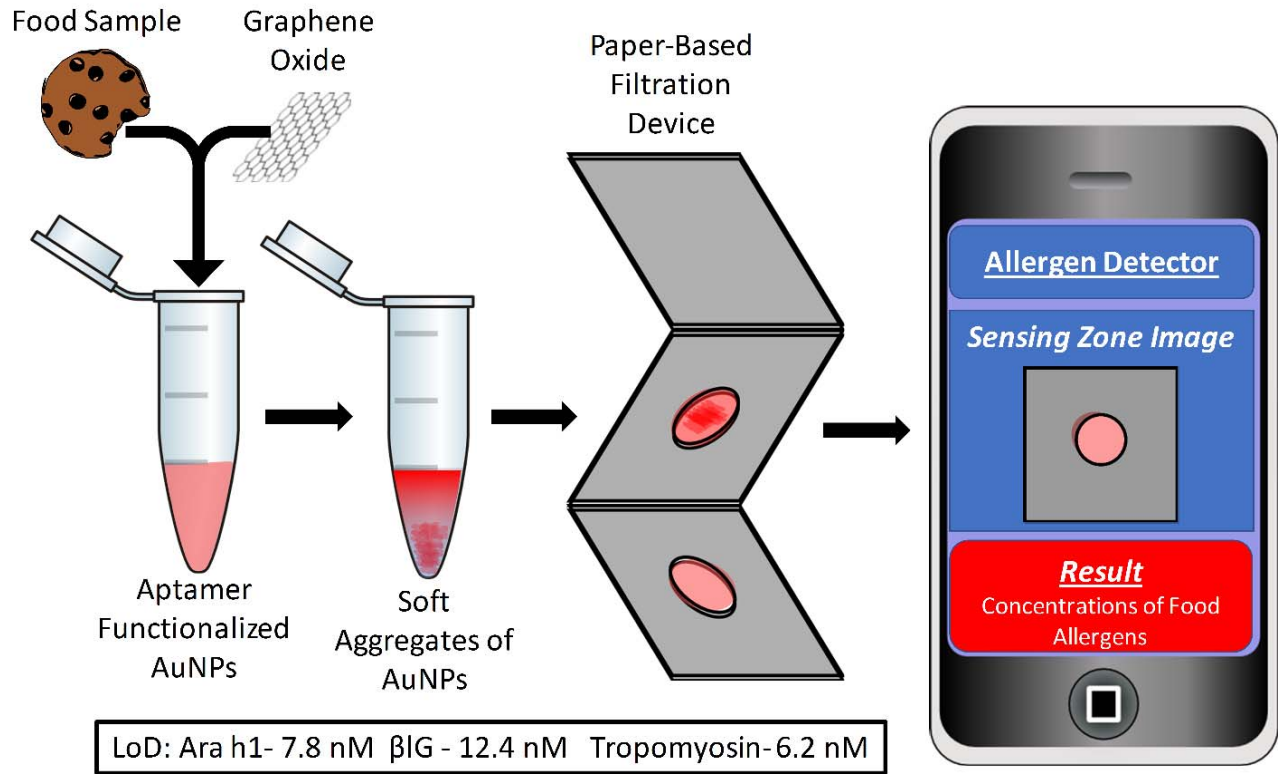 Food Sample
Graphene
Oxide
Paper-Based
Filtration
Device
Aptamer
Functionalized
AuNPs
Soft
Aggregates of
AuNPs
Allergen Detector
Sensing Zone Image
Result
Concentrations of Food
Allergens
LoD: Ara h1- 7.8 nM βlG - 12.4 nM Tropomyosin- 6.2 nM